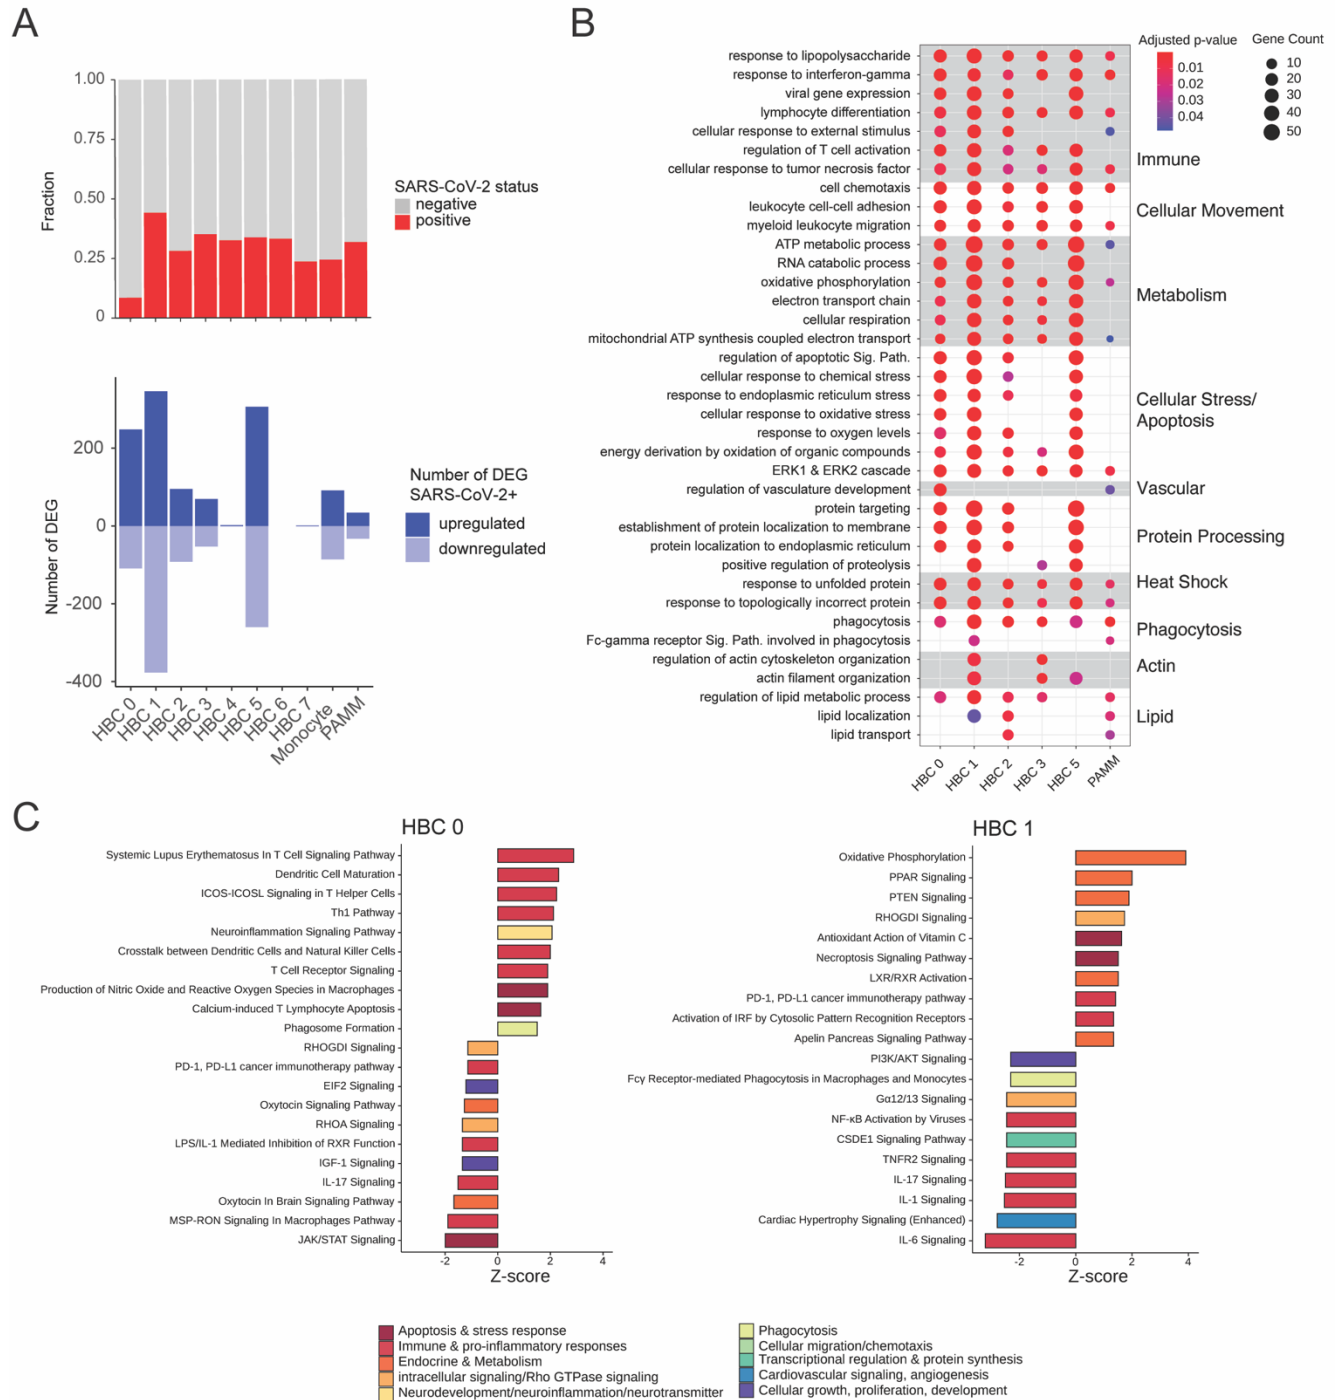 A
1.00
0.75
0.50
0.25
0
Fraction
SARS-CoV-2 status
negative
positive
200
0
-200
-400
Number of DEG
Number of DEG
SARS-CoV-2+
upregulated
downregulated
HBC 0
HBC 1
HBC 2
HBC 3
HBC 4
HBC 5
HBC 6
HBC 7
Monocyte
PAMM
B
response to lipopolysaccharide
response to interferon-gamma
viral gene expression
lymphocyte differentiation
cellular response to external stimulus
regulation of T cell activation
cellular response to tumor necrosis factor
cell chemotaxis
leukocyte cell-cell adhesion
myeloid leukocyte migration
ATP metabolic process
RNA catabolic process
oxidative phosphorylation
electron transport chain
cellular respiration
mitochondrial ATP synthesis coupled electron transport
regulation of apoptotic Sig. Path.
cellular response to chemical stress
response to endoplasmic reticulum stress
cellular response to oxidative stress
response to oxygen levels
energy derivation by oxidation of organic compounds
ERK1 & ERK2 cascade
regulation of vasculature development
protein targeting
establishment of protein localization to membrane
protein localization to endoplasmic reticulum
positive regulation of proteolysis
response to unfolded protein
response to topologically incorrect protein
phagocytosis
Fc-gamma receptor Sig. Path. involved in phagocytosis
regulation of actin cytoskeleton organization
actin filament organization
regulation of lipid metabolic process
lipid localization
lipid transport
HBC 0
HBC 1
HBC 2
HBC 3
HBC 5
PAMM
Immune
Cellular Movement
Metabolism
Cellular Stress/
Apoptosis
Vascular
Protein Processing
Heat Shock
Phagocytosis
Actin
Lipid
Adjusted p-value
0.01
0.02
0.03
0.04
Gene Count
10
20
30
40
50
C
HBC 0
Systemic Lupus Erythematosus In T Cell Signaling Pathway
Dendritic Cell Maturation
ICOS-ICOSL Signaling in T Helper Cells
Th1 Pathway
Neuroinflammation Signaling Pathway
Crosstalk between Dendritic Cells and Natural Killer Cells
T Cell Receptor Signaling
Production of Nitric Oxide and Reactive Oxygen Species in Macrophages
Calcium-induced T Lymphocyte Apoptosis
Phagosome Formation
RHOGDI Signaling
PD-1, PD-L1 cancer immunotherapy pathway
EIF2 Signaling
Oxytocin Signaling Pathway
RHOA Signaling
LPS/IL-1 Mediated Inhibition of RXR Function
IGF-1 Signaling
IL-17 Signaling
Oxytocin In Brain Signaling Pathway
MSP-RON Signaling In Macrophages Pathway
JAK/STAT Signaling
-2
0
2
4
Z-score
HBC 1
Oxidative Phosphorylation
PPAR Signaling
PTEN Signaling
RHOGDI Signaling
Antioxidant Action of Vitamin C
Necroptosis Signaling Pathway
LXR/RXR Activation
PD-1, PD-L1 cancer immunotherapy pathway
Activation of IRF by Cytosolic Pattern Recognition Receptors
Apelin Pancreas Signaling Pathway
PI3K/AKT Signaling
Fcγ Receptor-mediated Phagocytosis in Macrophages and Monocytes
Gα12/13 Signaling
NF-κB Activation by Viruses
CSDE1 Signaling Pathway
TNFR2 Signaling
IL-17 Signaling
IL-1 Signaling
Cardiac Hypertrophy Signaling (Enhanced)
IL-6 Signaling
-2
0
2
4
Z-score
Apoptosis & stress response
Immune & pro-inflammatory responses
Endocrine & Metabolism
intracellular signaling/Rho GTPase signaling
Neurodevelopment/neuroinflammation/neurotransmitter
Phagocytosis
Cellular migration/chemotaxis
Transcriptional regulation & protein synthesis
Cardiovascular signaling, angiogenesis
Cellular growth, proliferation, development